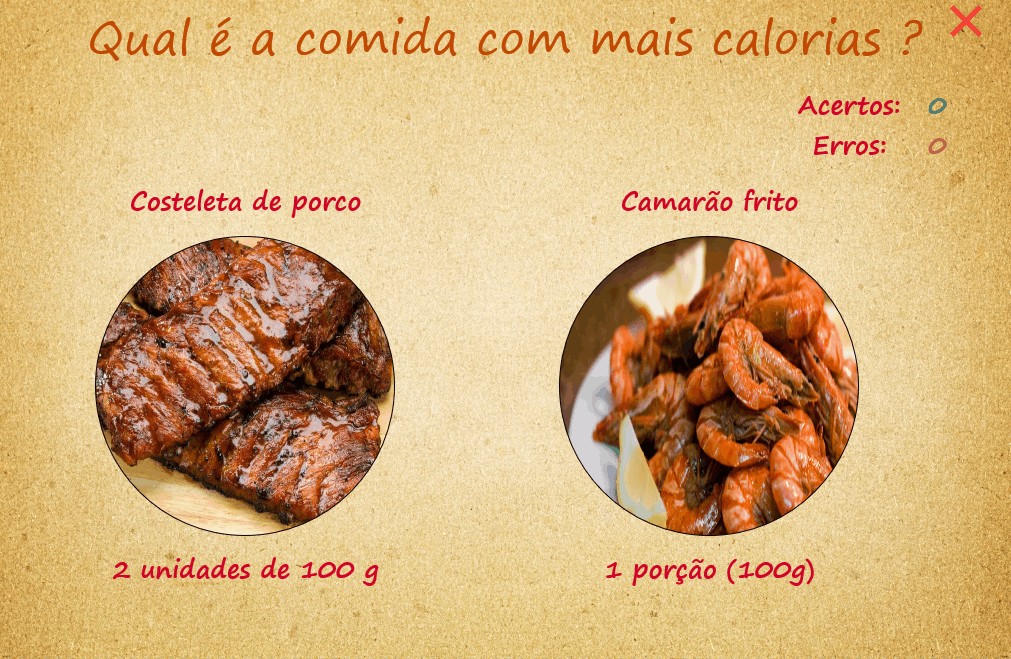 Qual é a comida com mais calorias ?
Acertos: 0
Erros: 0
Costeleta de porco
Camarão frito
2 unidades de 100 g
1 porção (100g)